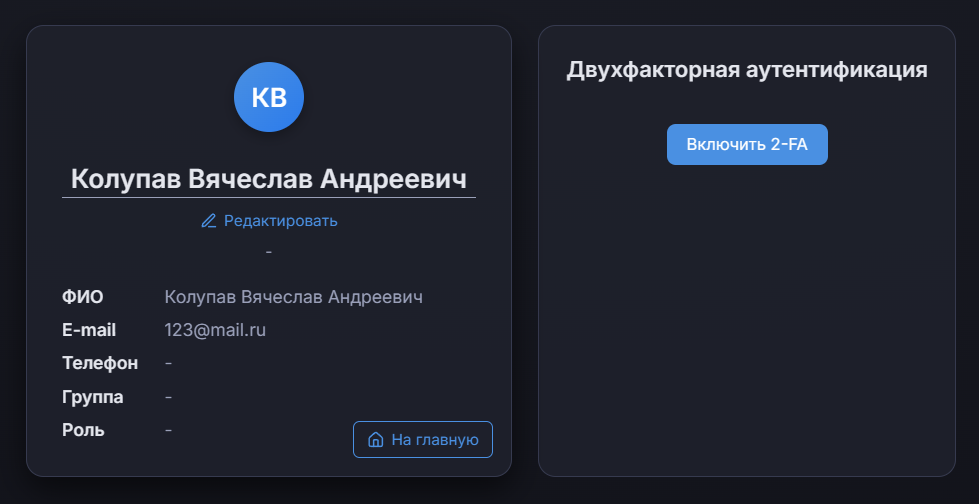 КВ
Колупав Вячеслав Андреевич
Редактировать
-
ФИО Колупав Вячеслав Андреевич
E-mail 123@mail.ru
Телефон -
Группа -
Роль -
На главную
Двухфакторная аутентификация
Включить 2-FA